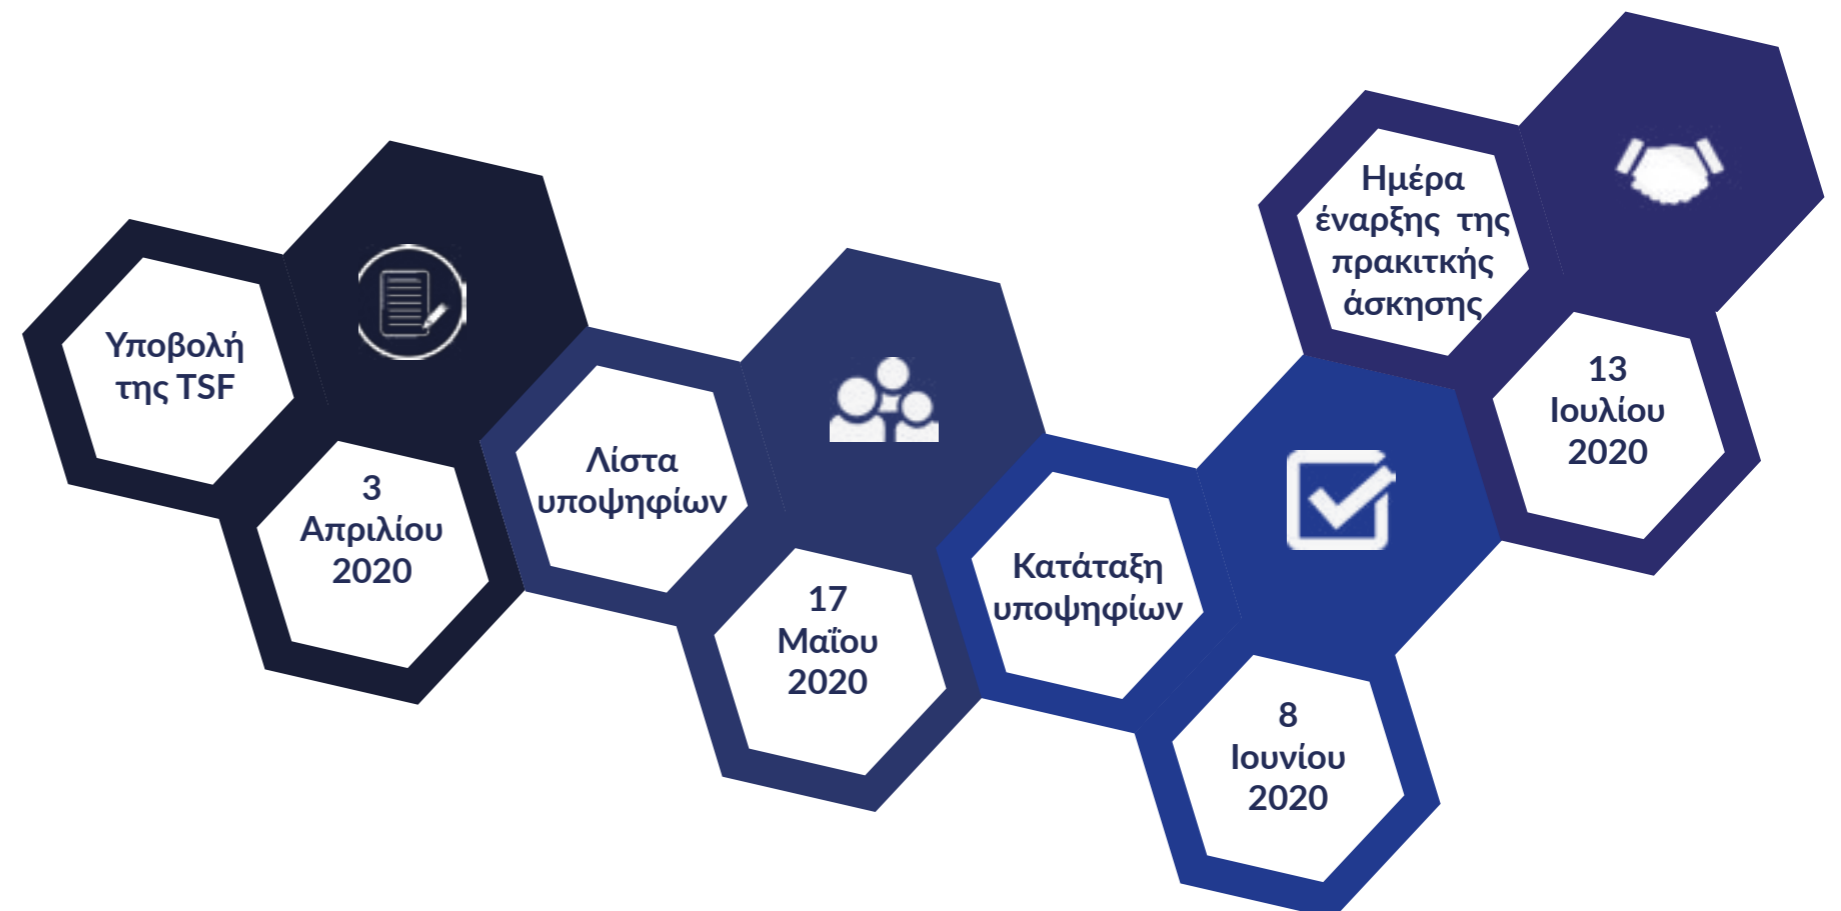 Υποβολή
της TSF
3
Απριλίου
2020
Λίστα
υποψηφίων
17
Μαΐου
2020
Κατάταξη
υποψηφίων
8
Ιουνίου
2020
Ημέρα
έναρξης της
πρακιτκής
άσκησης
13
Ιουλίου
2020